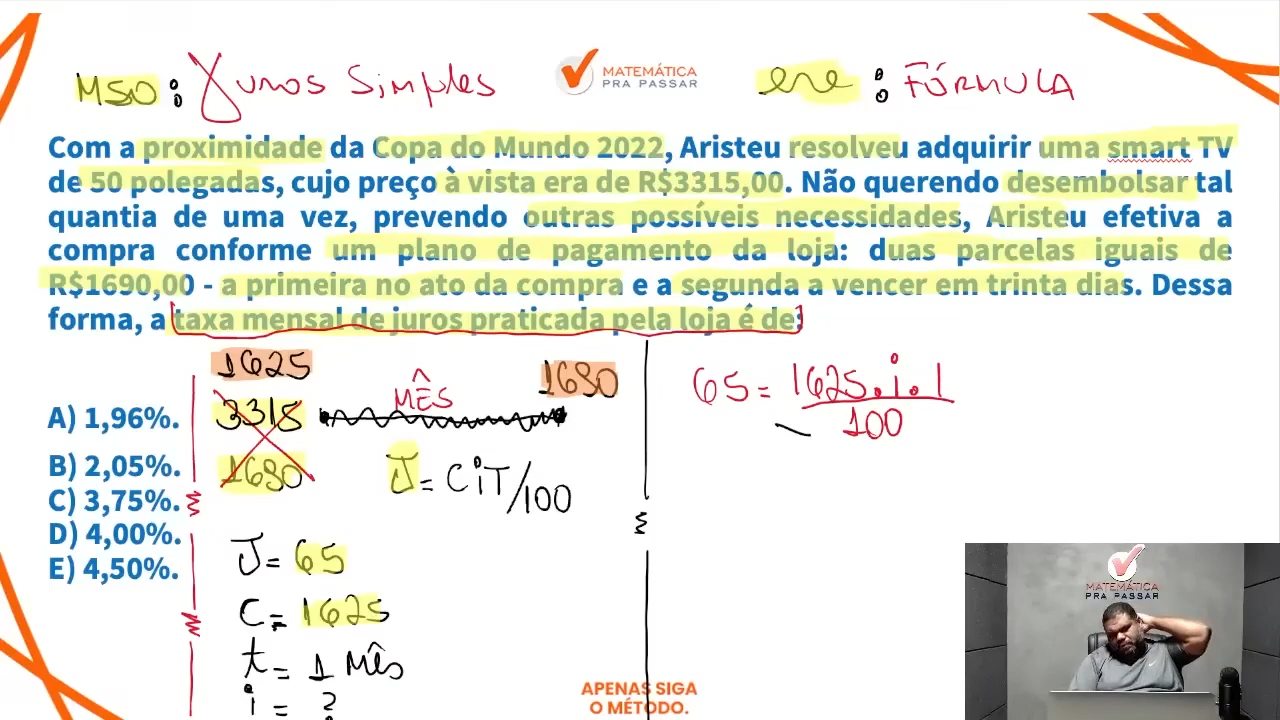 MSO: Juros Simples
MATEMÁTICA
PRA PASSAR
: FÓRMULA
Com a proximidade da Copa do Mundo 2022, Aristeu resolveu adquirir uma smart TV
de 50 polegadas, cujo preço à vista era de R$3315,00. Não querendo desembolsar tal
quantia de uma vez, prevendo outras possíveis necessidades, Aristeu efetiva a
compra conforme um plano de pagamento da loja: duas parcelas iguais de
R$1690,00 - a primeira no ato da compra e a segunda a vencer em trinta dias. Dessa
forma, a taxa mensal de juros praticada pela loja é de:
A) 1,96%.
B) 2,05%.
C) 3,75%.
D) 4,00%.
E) 4,50%.
1625
3315
1690
MÊS
1690
J = CiT/100
J = 65
C = 1625
t = 1 MÊS
i = ?
65 = 1625.i.1
100
MATEMÁTICA
PRA PASSAR
APENAS SIGA
O MÉTODO.